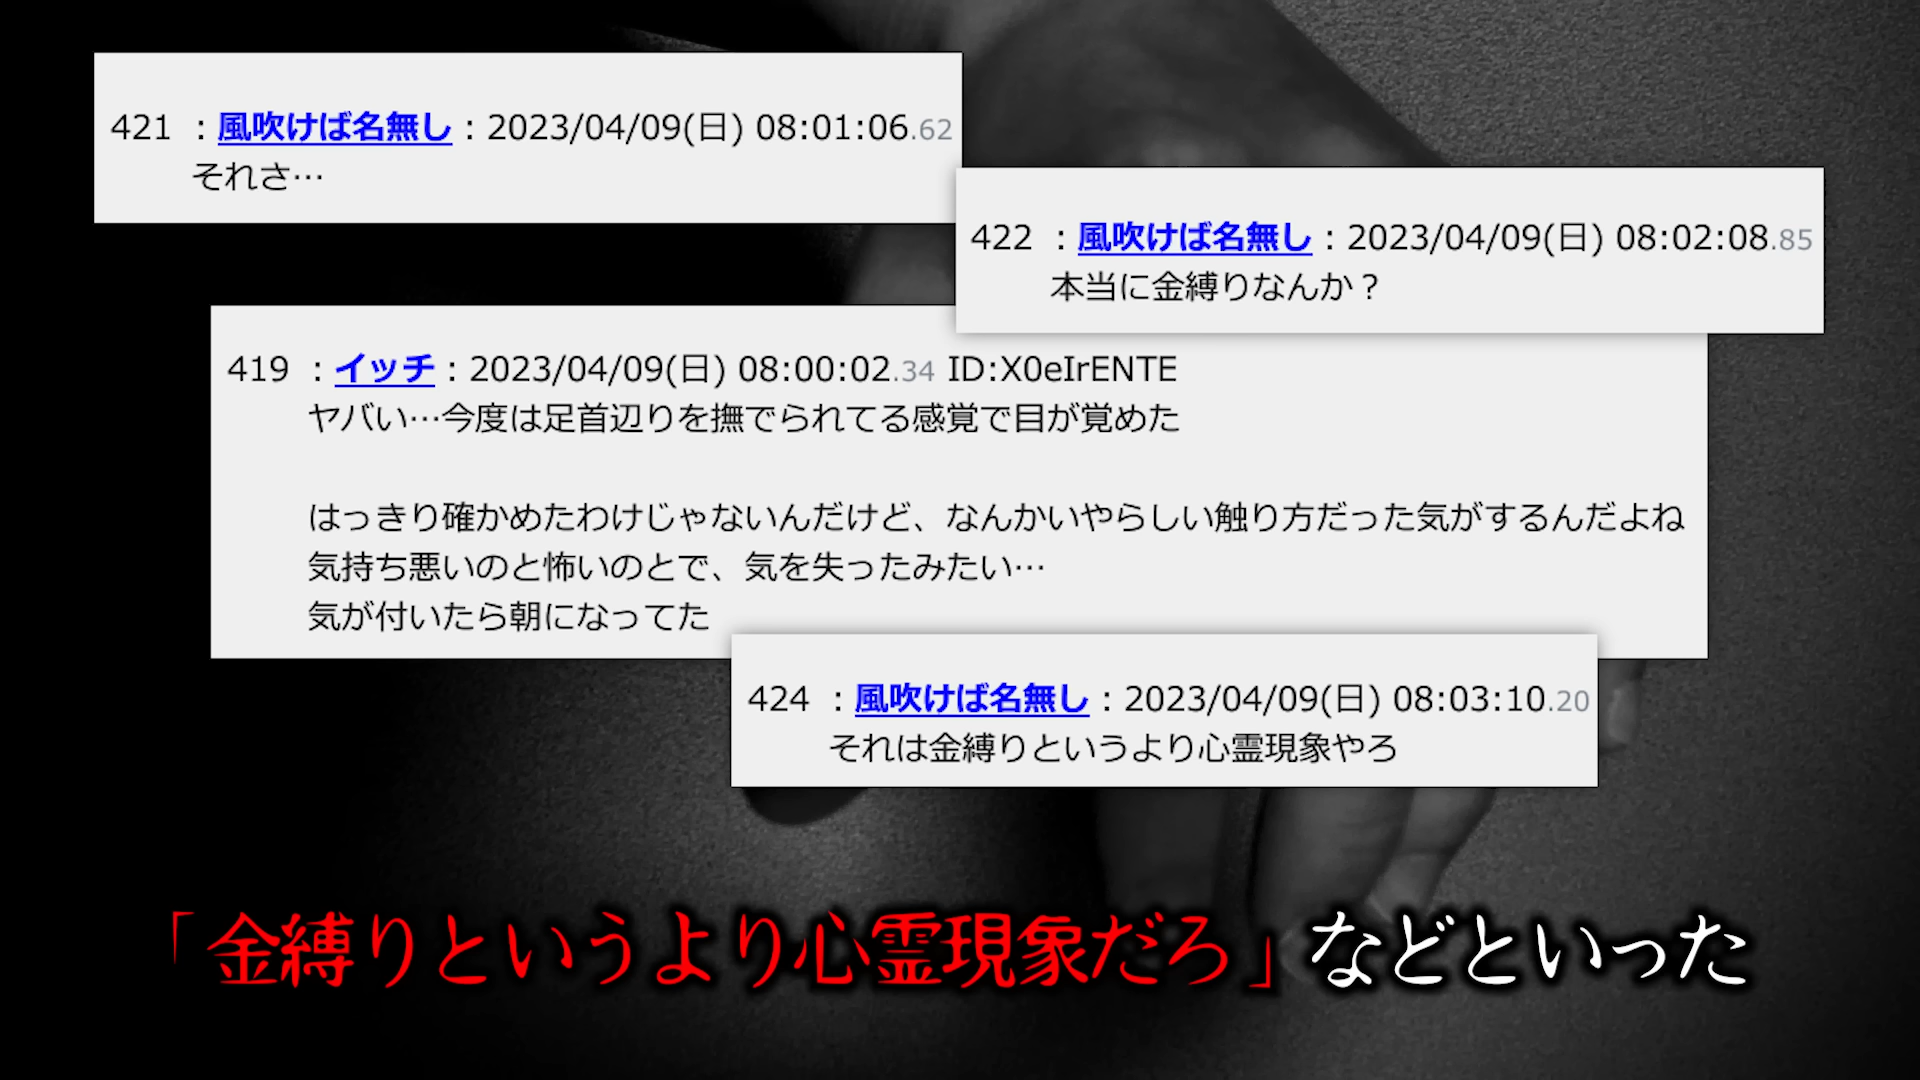 421 ：風吹けば名無し：2023/04/09(日) 08:01:06.62
それさ…
422 ：風吹けば名無し：2023/04/09(日) 08:02:08.85
本当に金縛りなんか？
419 ：イッチ：2023/04/09(日) 08:00:02.34 ID:X0eIrENTE
ヤバい…今度は足首辺りを撫でられてる感覚で目が覚めた
はっきり確かめたわけじゃないんだけど、なんかいやらしい触り方だった気がするんだよね
気持ち悪いのと怖いのとで、気を失ったみたい…
気が付いたら朝になってた
424 ：風吹けば名無し：2023/04/09(日) 08:03:10.20
それは金縛りというより心霊現象やろ
「金縛りというより心霊現象だろ」などといった